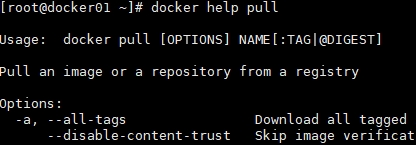 [root@docker01 ~]# docker help pull
Usage:  docker pull [OPTIONS] NAME[:TAG|@DIGEST]
Pull an image or a repository from a registry
Options:
  -a, --all-tags                Download all tagged
      --disable-content-trust   Skip image verificat